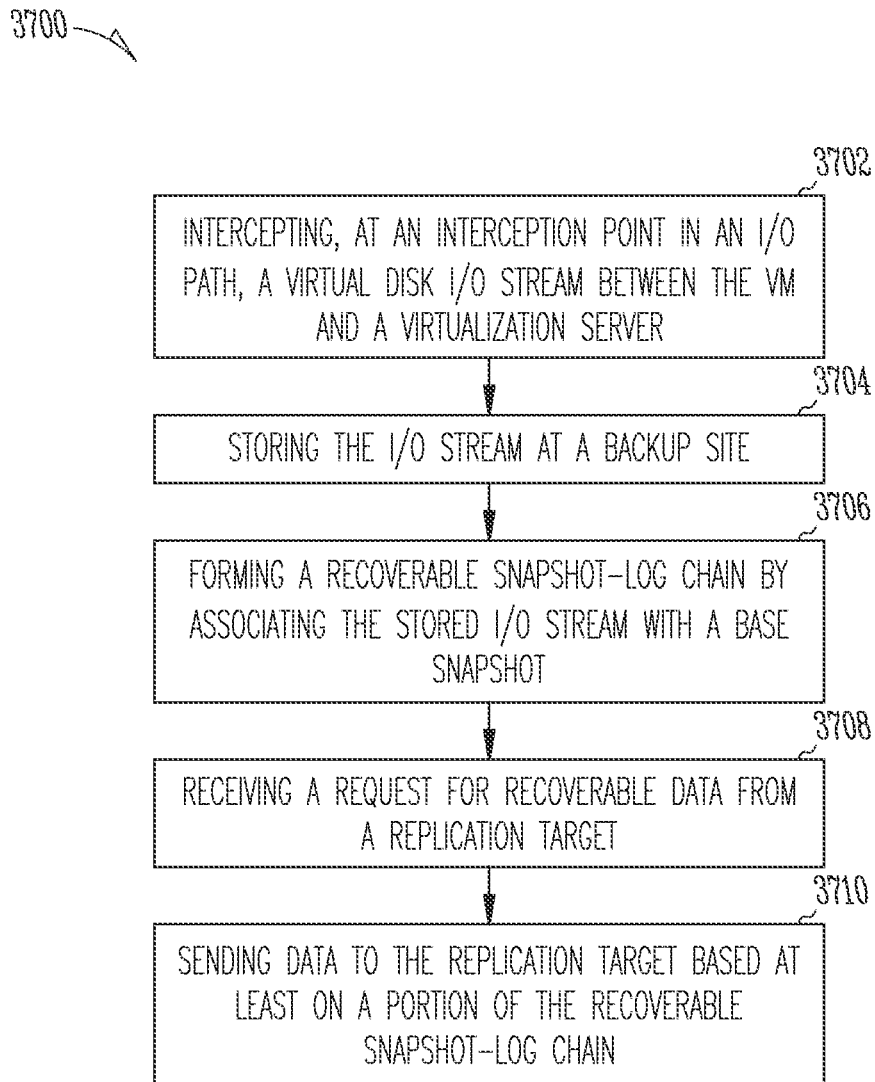 3700
3702
INTERCEPTING, AT AN INTERCEPTION POINT IN AN I/O
PATH, A VIRTUAL DISK I/O STREAM BETWEEN THE VM
AND A VIRTUALIZATION SERVER
3704
STORING THE I/O STREAM AT A BACKUP SITE
3706
FORMING A RECOVERABLE SNAPSHOT-LOG CHAIN BY
ASSOCIATING THE STORED I/O STREAM WITH A BASE
SNAPSHOT
3708
RECEIVING A REQUEST FOR RECOVERABLE DATA FROM
A REPLICATION TARGET
3710
SENDING DATA TO THE REPLICATION TARGET BASED AT
LEAST ON A PORTION OF THE RECOVERABLE
SNAPSHOT-LOG CHAIN